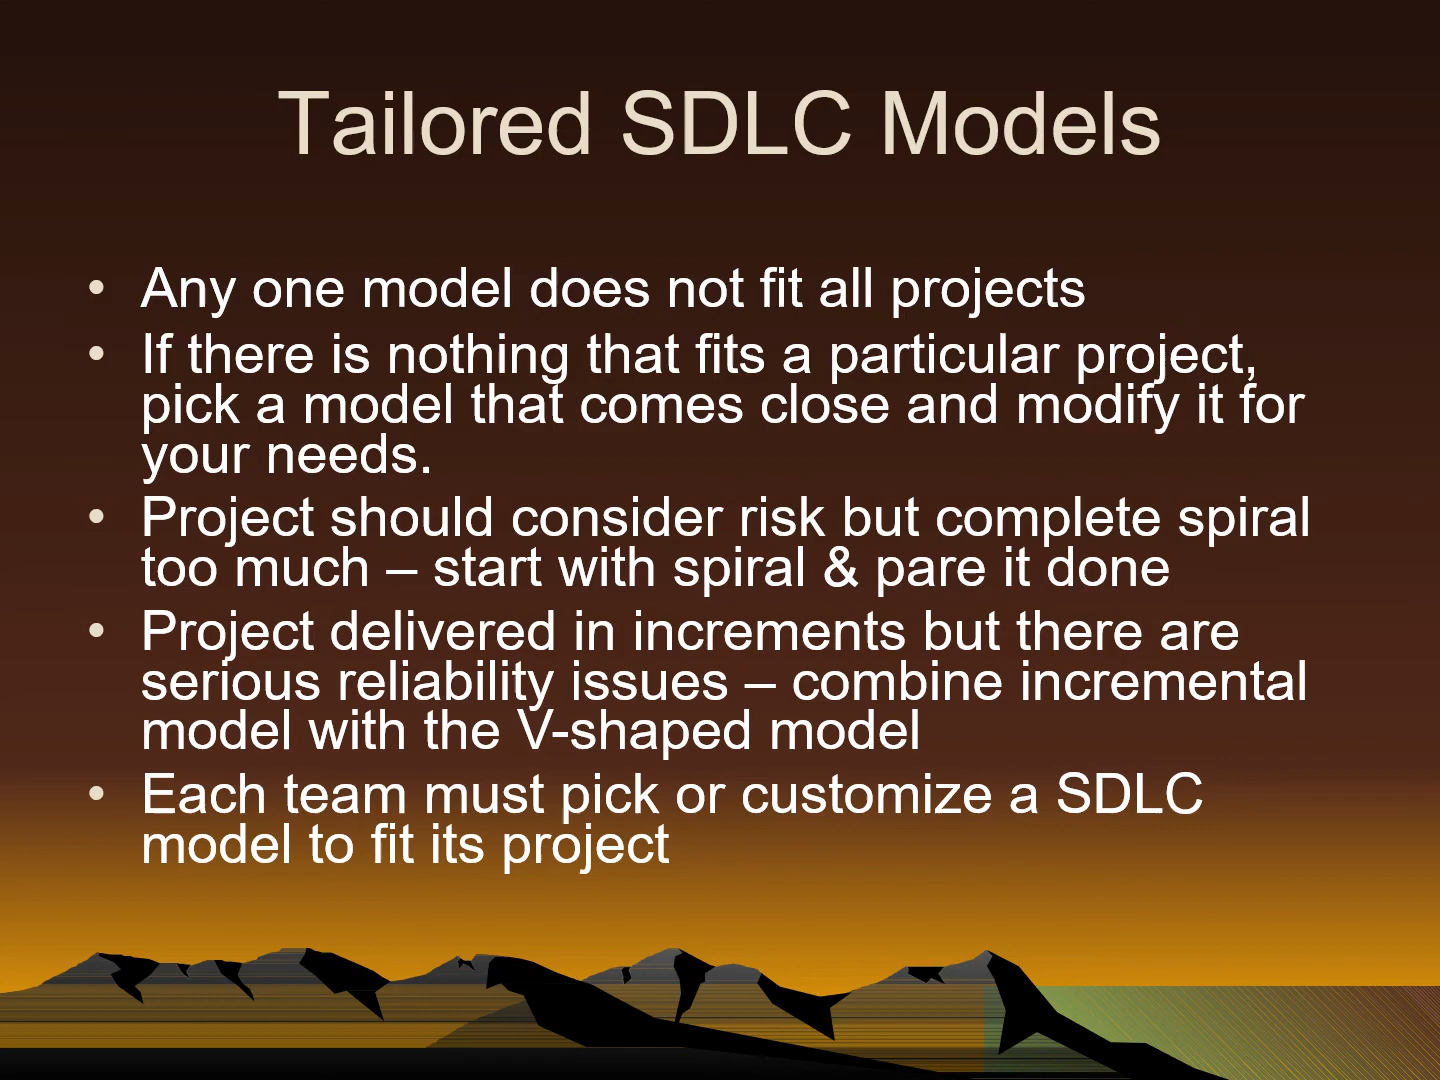 Tailored SDLC Models
• Any one model does not fit all projects
• If there is nothing that fits a particular project,
pick a model that comes close and modify it for
your needs.
• Project should consider risk but complete spiral
too much – start with spiral & pare it done
• Project delivered in increments but there are
serious reliability issues – combine incremental
model with the V-shaped model
• Each team must pick or customize a SDLC
model to fit its project